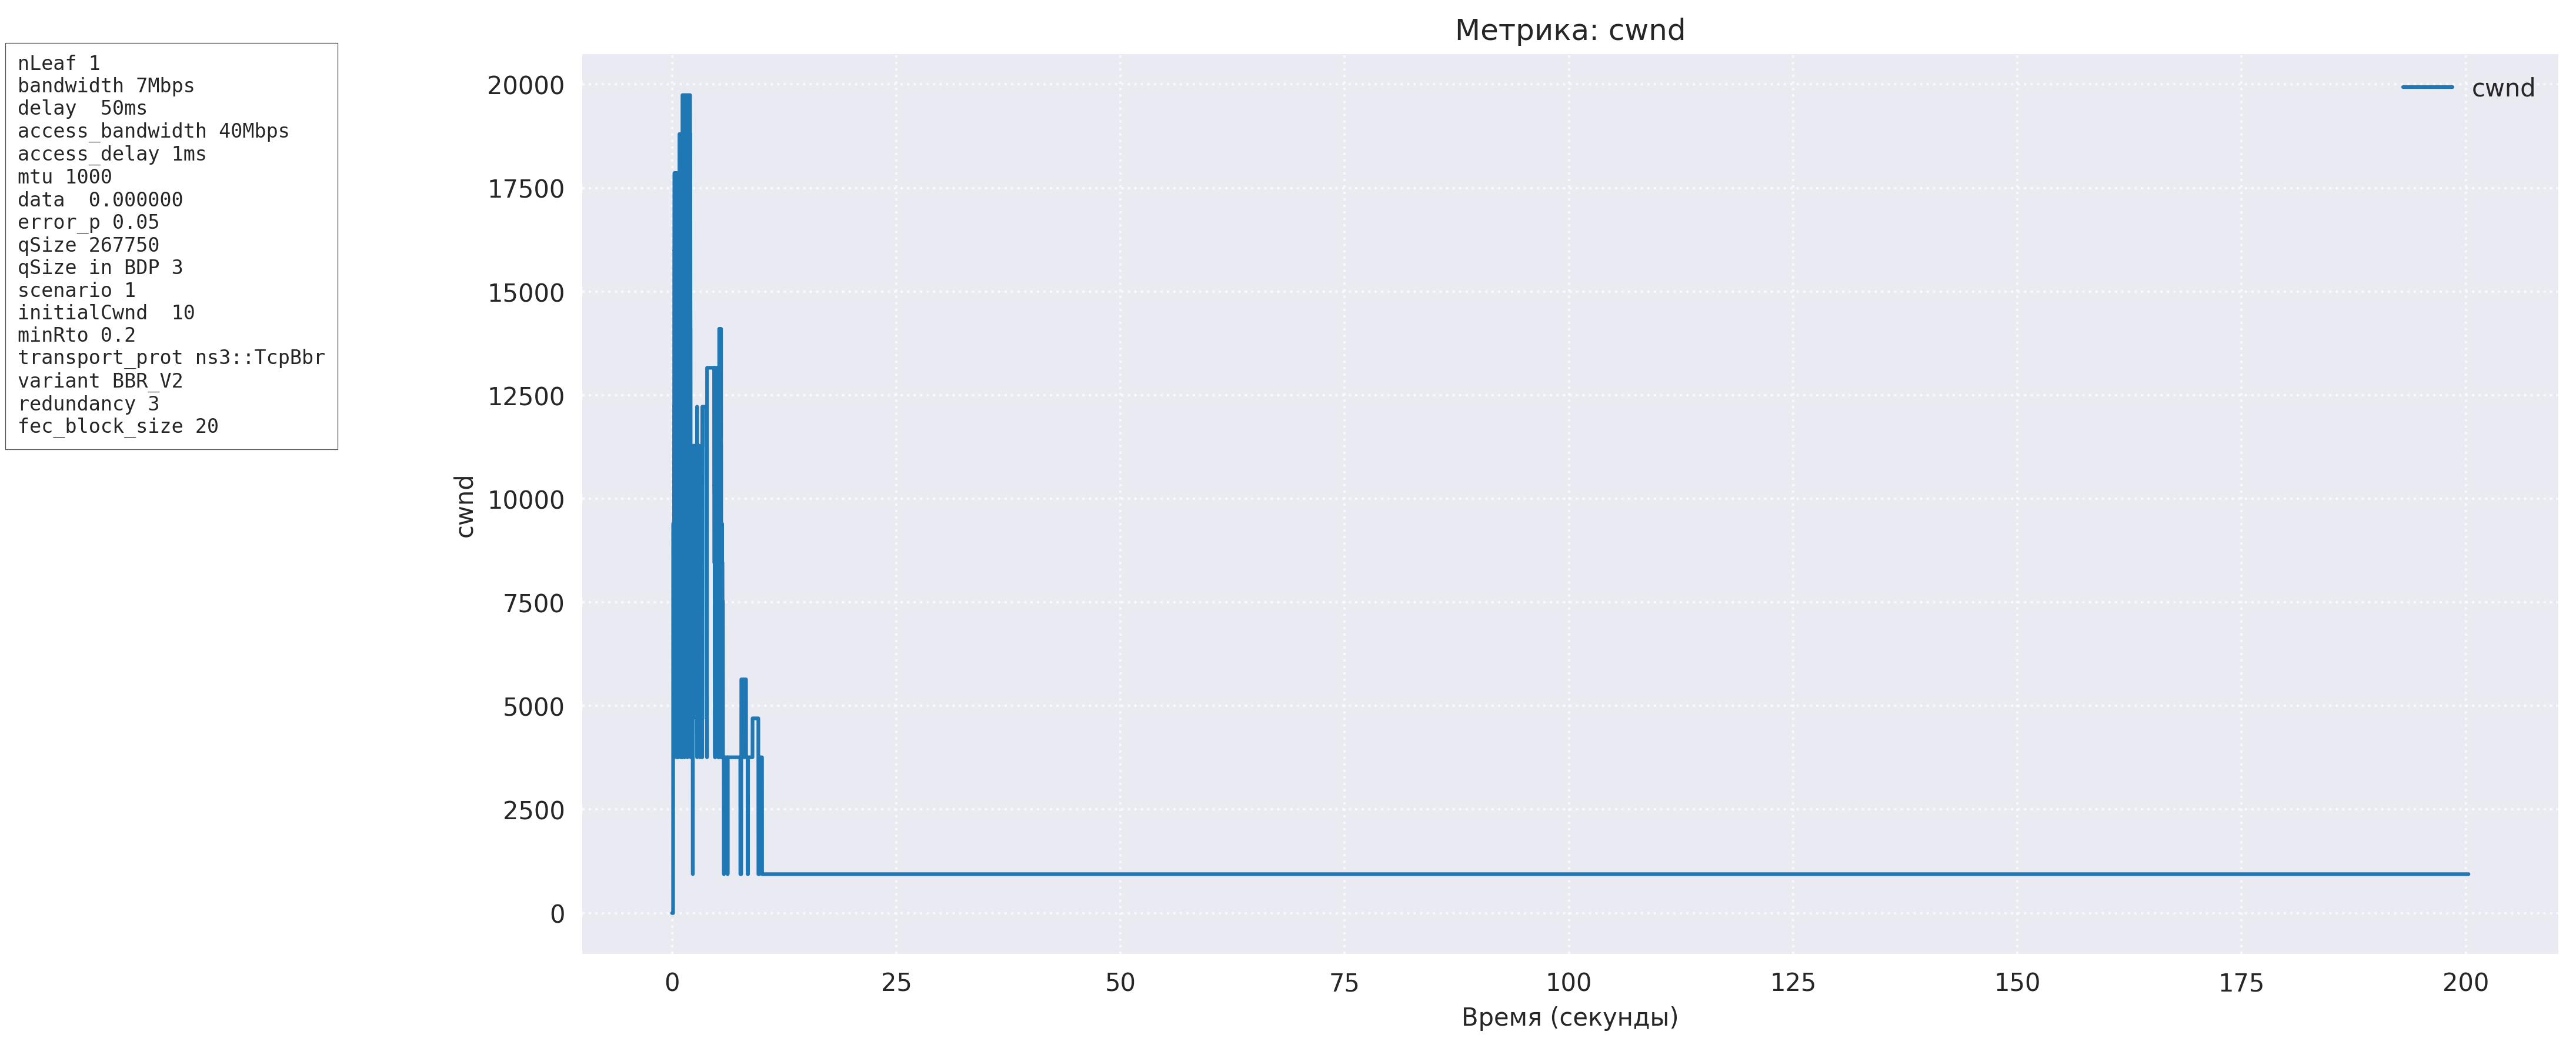 Метрика: cwnd
nLeaf 1
bandwidth 7Mbps
delay  50ms
access_bandwidth 40Mbps
access_delay 1ms
mtu 1000
data  0.000000
error_p 0.05
qSize 267750
qSize in BDP 3
scenario 1
initialCwnd  10
minRto 0.2
transport_prot ns3::TcpBbr
variant BBR_V2
redundancy 3
fec_block_size 20
cwnd
20000
17500
15000
12500
10000
7500
5000
2500
0
cwnd
0 25 50 75 100 125 150 175 200
Время (секунды)